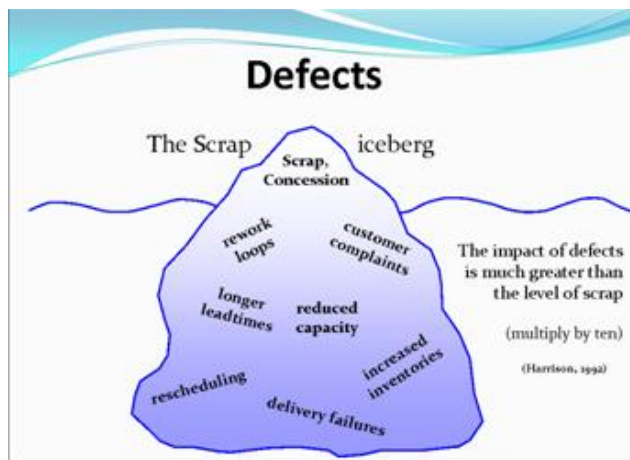 Defects
The Scrap iceberg
Scrap,
Concession
rework
loops
customer
complaints
longer
leadtimes
reduced
capacity
increased
inventories
rescheduling
delivery failures
The impact of defects
is much greater than
the level of scrap
(multiply by ten)
(Harrison, 1992)